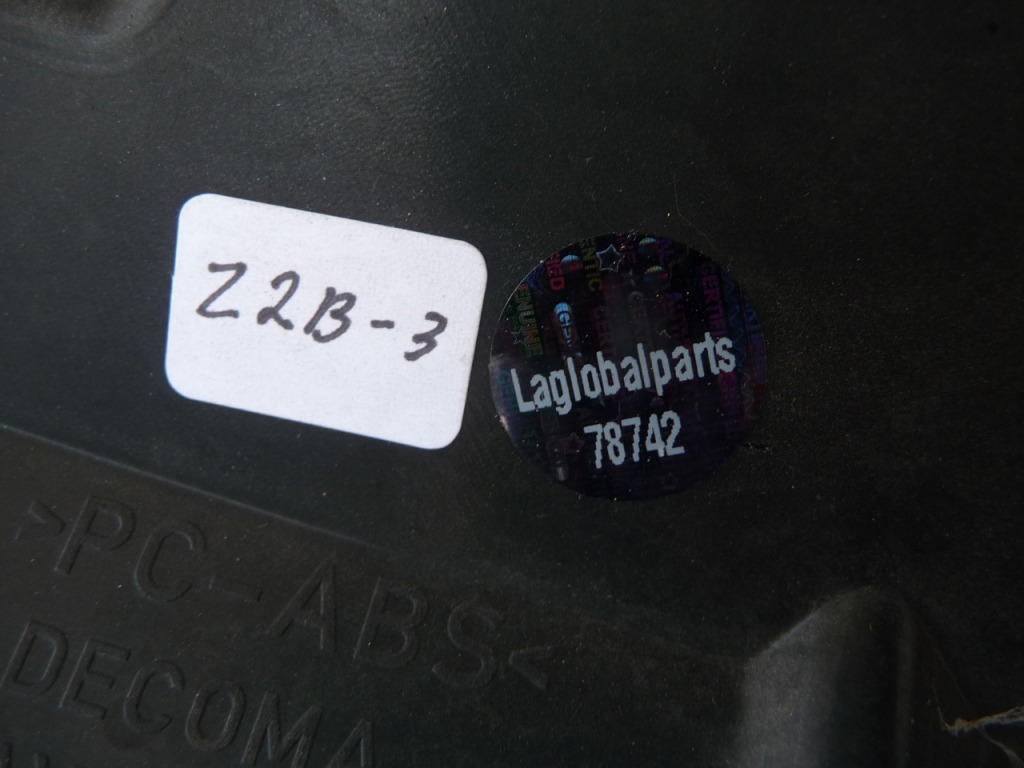 Z2B-3
Laglobalparts
78742
>PC-ABS<
DECOMA